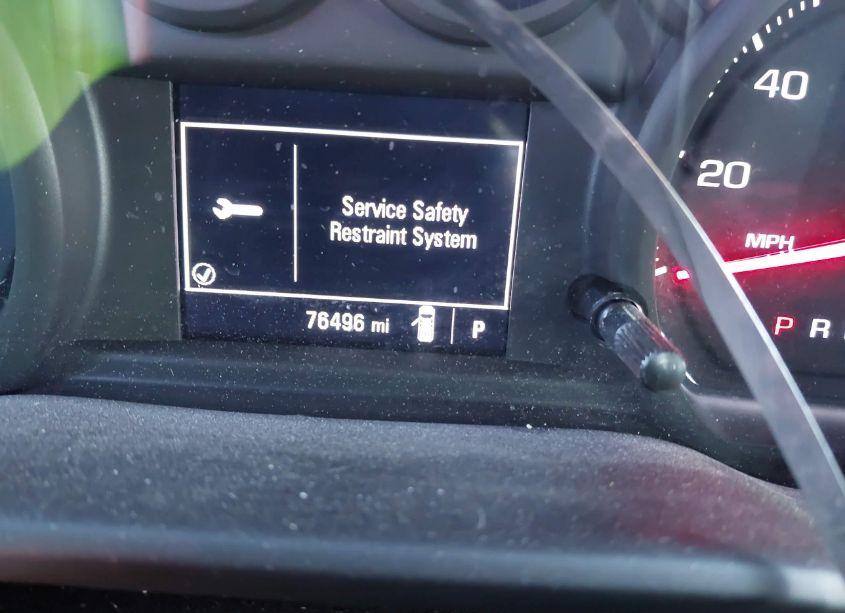 40
20
Service Safety
Restraint System
MPH
76496 mi P
P R